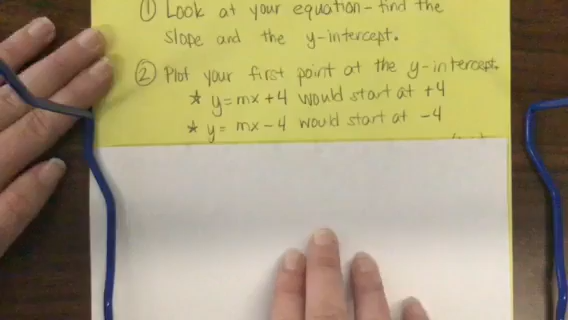 ① Look at your equation - find the
slope and the y-intercept.
② Plot your first point at the y-intercept.
* y=mx+4 would start at +4
* y= mx-4 would start at -4